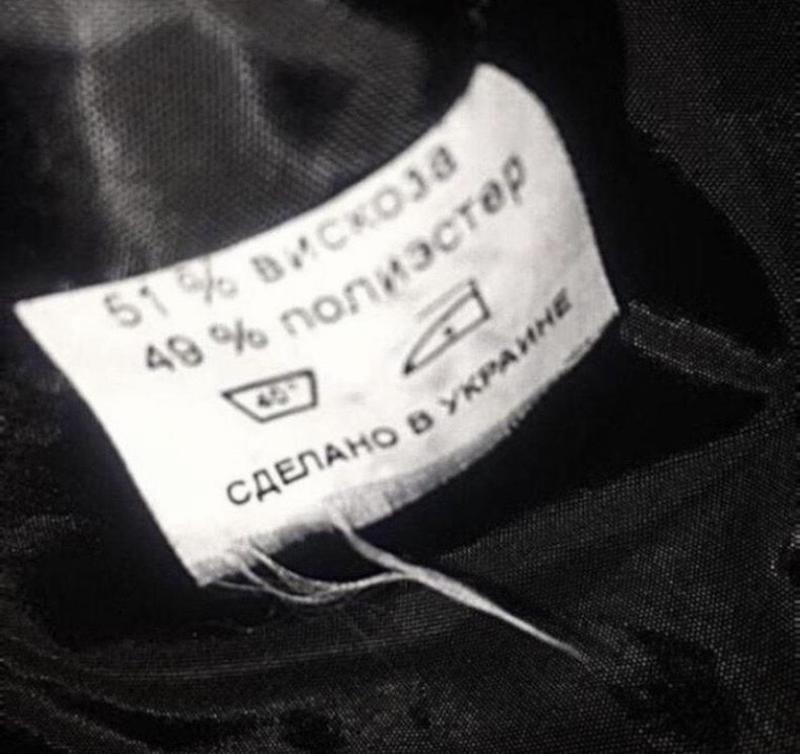 51 % вискоза
49 % полиэстер
40°
СДЕЛАНО В УКРАИНЕ